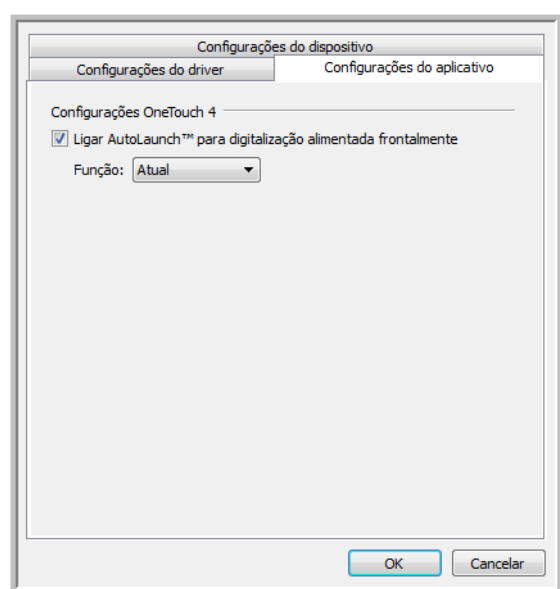 Configurações do dispositivo
Configurações do driver
Configurações do aplicativo
Configurações OneTouch 4
Ligar AutoLaunch™ para digitalização alimentada frontalmente
Função: Atual
OK
Cancelar